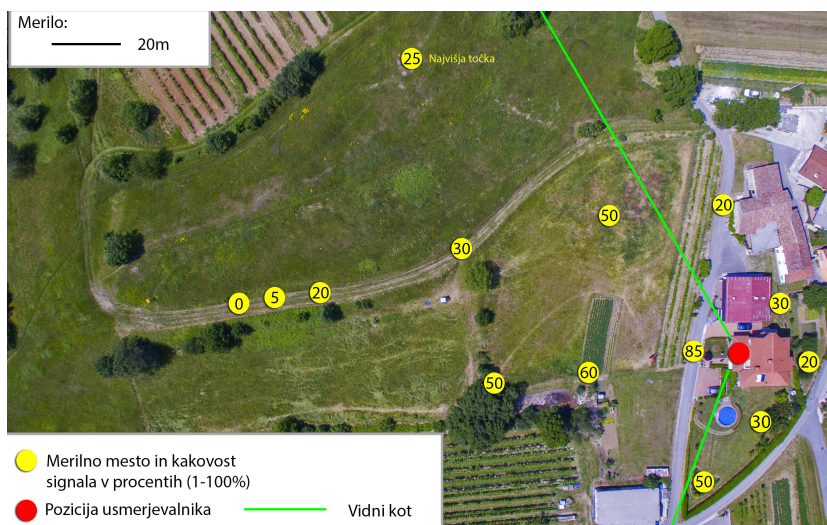 Merilo:
20m
25 Najvišja točka
50
20
30
0
5
20
30
85
20
60
50
30
50
Merilno mesto in kakovost
signala v procentih (1-100%)
Pozicija usmerjevalnika
Vidni kot